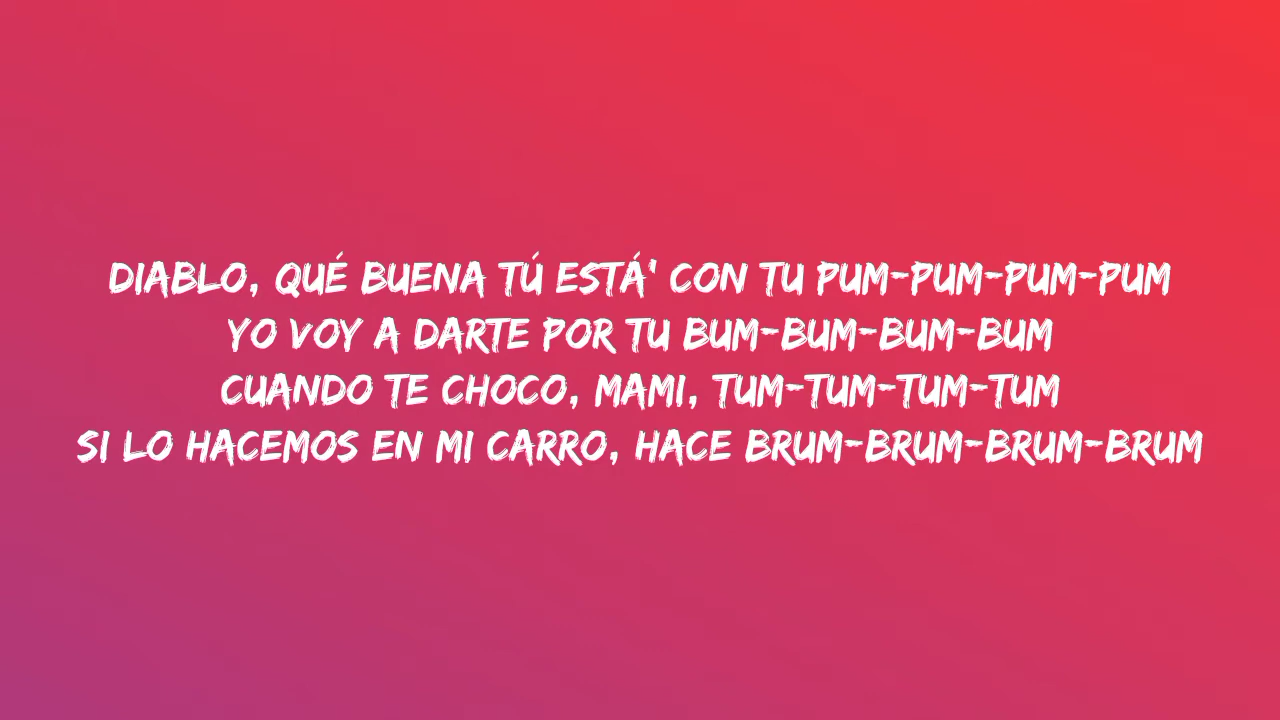 DIABLO, QUÉ BUENA TÚ ESTÁ' CON TU PUM-PUM-PUM-PUM
YO VOY A DARTE POR TU BUM-BUM-BUM-BUM
CUANDO TE CHOCO, MAMI, TUM-TUM-TUM-TUM
SI LO HACEMOS EN MI CARRO, HACE BRUM-BRUM-BRUM-BRUM